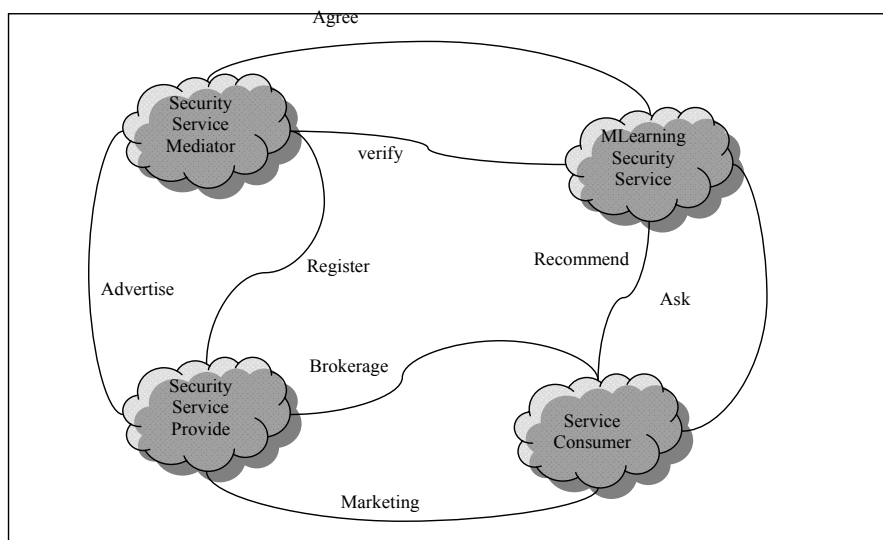 Agree
Security
Service
Mediator
MLearning
Security
Service
verify
Register
Recommend
Advertise
Ask
Brokerage
Security
Service
Provide
Service
Consumer
Marketing